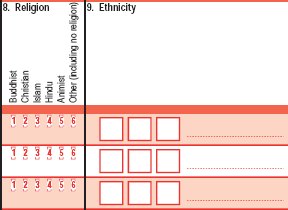 8. Religion
9. Ethnicity
Buddhist
Christian
Islam
Hindu
Animist
Other (including no religion)
1 2 3 4 5 6
1 2 3 4 5 6
1 2 3 4 5 6